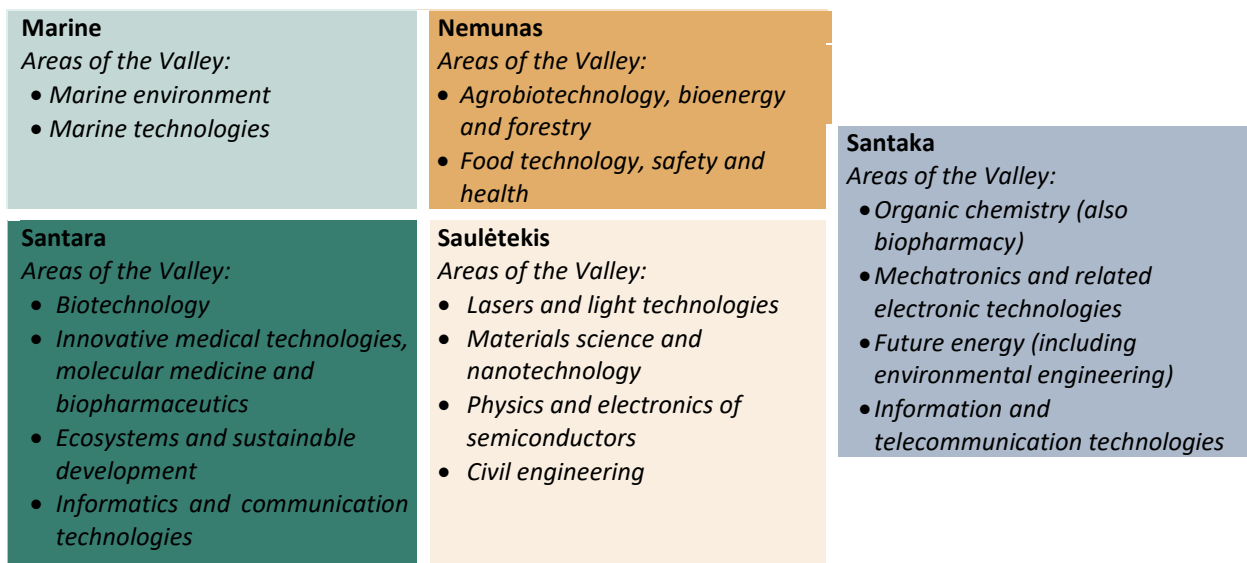 Marine
Areas of the Valley:
• Marine environment
• Marine technologies
Nemunas
Areas of the Valley:
• Agrobiotechnology, bioenergy
and forestry
• Food technology, safety and
health
Santaka
Areas of the Valley:
• Organic chemistry (also
biopharmacy)
• Mechatronics and related
electronic technologies
• Future energy (including
environmental engineering)
• Information and
telecommunication technologies
Santara
Areas of the Valley:
• Biotechnology
• Innovative medical technologies,
molecular medicine and
biopharmaceutics
• Ecosystems and sustainable
development
• Informatics and communication
technologies
Saulėtekis
Areas of the Valley:
• Lasers and light technologies
• Materials science and
nanotechnology
• Physics and electronics of
semiconductors
• Civil engineering